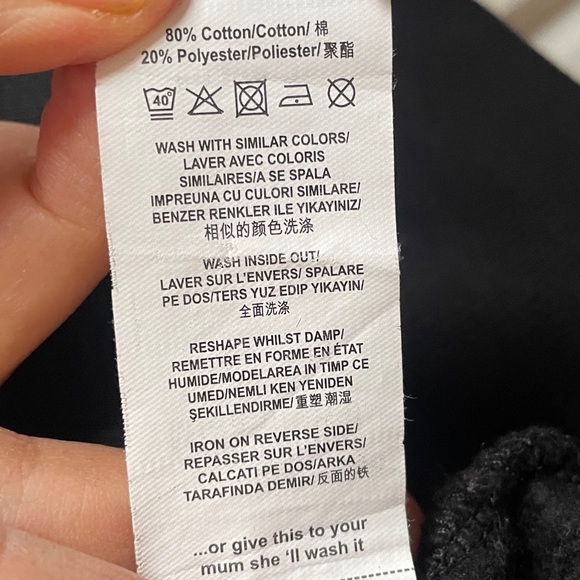 80% Cotton/Cotton/ 棉
20% Polyester/Poliester/ 聚酯
40°
WASH WITH SIMILAR COLORS/
LAVER AVEC COLORIS
SIMILAIRES/A SE SPALA
IMPREUNA CU CULORI SIMILARE/
BENZER RENKLER ILE YIKAYINIZ/
相似的颜色洗涤
WASH INSIDE OUT/
LAVER SUR L'ENVERS/ SPALARE
PE DOS/TERS YUZ EDIP YIKAYIN/
全面洗涤
RESHAPE WHILST DAMP/
REMETTRE EN FORME EN ÉTAT
HUMIDE/MODELAREA IN TIMP CE
UMED/NEMLI KEN YENIDEN
ŞEKILLENDIRME/重塑潮湿
IRON ON REVERSE SIDE/
REPASSER SUR L'ENVERS/
CALCATI PE DOS/ARKA
TARAFINDA DEMIR/ 反面的铁
...or give this to your
mum she 'll wash it